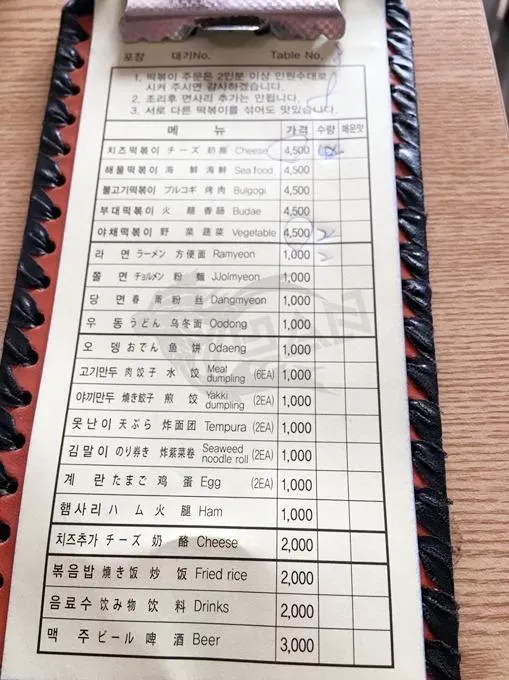 포장 대기No. Table No.
1. 떡볶이 주문은 2인분 이상 인원수대로
시켜 주시면 감사하겠습니다.
2. 조리후 면사리 추가는 안됩니다.
3. 서로 다른 떡볶이를 섞어도 맛있습니다.
메 뉴 가격 수량 매운맛
치즈떡볶이 チーズ 奶酪 Cheese 4,500
해물떡볶이 海 鮮 海鲜 Sea food 4,500
불고기떡볶이 プルコギ 烤肉 Bulgogi 4,500
부대떡볶이 火 腿 香肠 Budae 4,500
야채떡볶이 野 菜 蔬菜 Vegetable 4,500 2
라 면 ラーメン 方便面 Ramyeon 1,000 2
쫄 면 チョルメン 粉 麵 JJolmyeon 1,000
당 면 春 雨 粉 丝 Dangmyeon 1,000
우 동 うどん 乌冬面 Oodong 1,000
오 뎅 おでん 鱼 饼 Odaeng 1,000
고기만두 肉餃子 水 饺 Meat dumpling (6EA) 1,000
야끼만두 焼き餃子 煎 饺 Yakki dumpling (2EA) 1,000
못난이 天ぷら 炸面团 Tempura (2EA) 1,000
김말이 のり券き 炸紫菜卷 Seaweed noodle roll (2EA) 1,000
계 란 たまご 鸡 蛋 Egg (2EA) 1,000
햄사리 ハ ム 火 腿 Ham 1,000
치즈추가 チーズ 奶 酪 Cheese 2,000
볶음밥 焼き飯 炒 饭 Fried rice 2,000
음료수 飲み物 饮 料 Drinks 2,000
맥 주 ビール 啤 酒 Beer 3,000